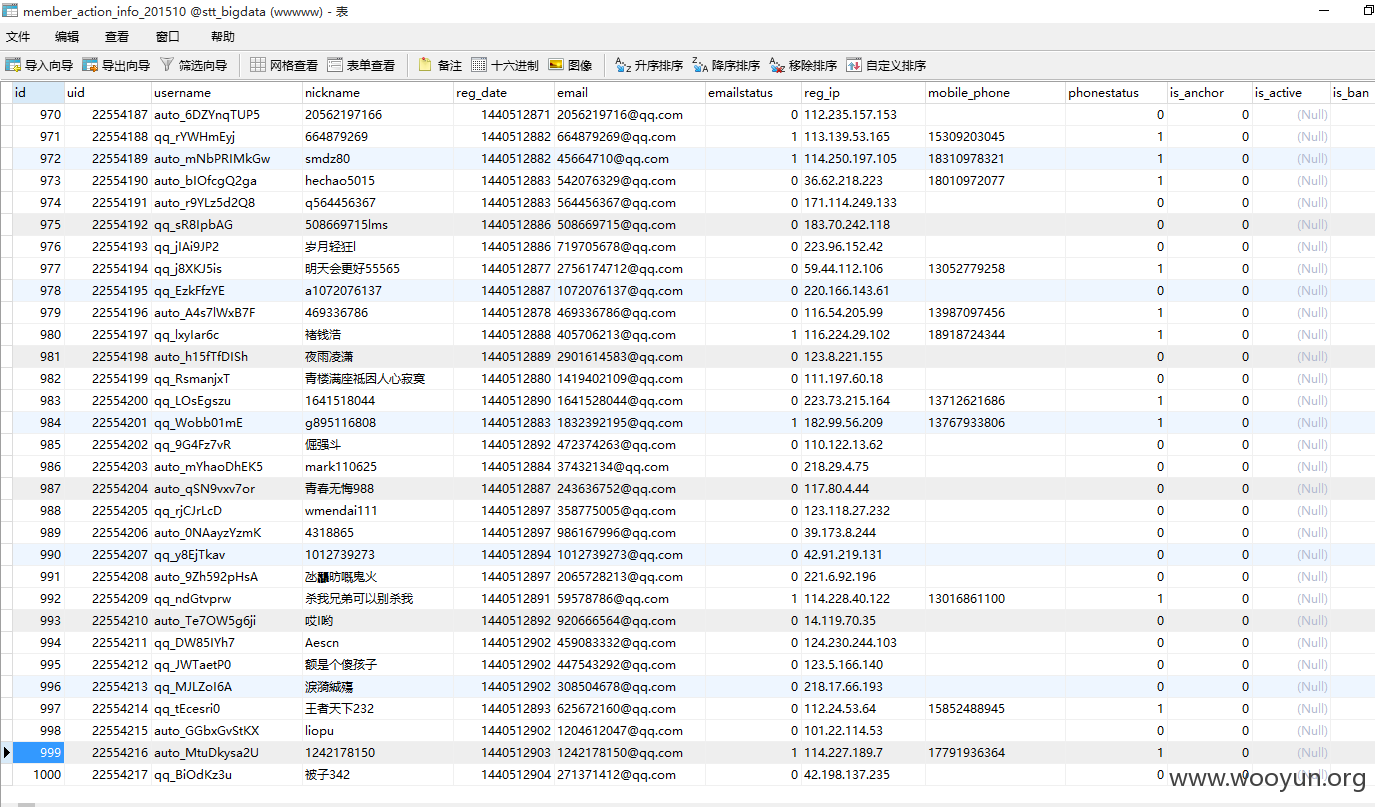 member_action_info_201510 @stt_bigdata (wwwww) - 表
文件 编辑 查看 窗口 帮助
导入向导 导出向导 筛选向导 网格查看 表单查看 备注 十六进制 图像 升序排序 降序排序 移除排序 自定义排序
id uid username nickname reg_date email emailstatus reg_ip mobile_phone phonestatus is_anchor is_active is_ban
970 22554187 auto_6DZYnqTUP5 20562197166 1440512871 2056219716@qq.com 0 112.235.157.153 0 0 (Null)
971 22554188 qq_rYWHmEyj 664879269 1440512882 664879269@qq.com 1 113.139.53.165 15309203045 1 0 (Null)
972 22554189 auto_mNbPRIMkGw smdz80 1440512882 45664710@qq.com 1 114.250.197.105 18310978321 1 0 (Null)
973 22554190 auto_bIOfcgQ2ga hechao5015 1440512883 542076329@qq.com 0 36.62.218.223 18010972077 1 0 (Null)
974 22554191 auto_r9YLz5d2Q8 q564456367 1440512883 564456367@qq.com 0 171.114.249.133 0 0 (Null)
975 22554192 qq_sR8IpbAG 508669715lms 1440512886 508669715@qq.com 0 183.70.242.118 0 0 (Null)
976 22554193 qq_jIAi9JP2 岁月轻狂l 1440512886 719705678@qq.com 0 223.96.152.42 0 0 (Null)
977 22554194 qq_j8XKJ5is 明天会更好55565 1440512877 2756174712@qq.com 0 59.44.112.106 13052779258 1 0 (Null)
978 22554195 qq_EzkFfzYE a1072076137 1440512887 1072076137@qq.com 0 220.166.143.61 0 0 (Null)
979 22554196 auto_A4s7lWxB7F 469336786 1440512878 469336786@qq.com 0 116.54.205.99 13987097456 1 0 (Null)
980 22554197 qq_lxyIar6c 褚钱浩 1440512888 405706213@qq.com 1 116.224.29.102 18918724344 1 0 (Null)
981 22554198 auto_h15fTfDISh 夜雨凌潇 1440512889 2901614583@qq.com 0 123.8.221.155 0 0 (Null)
982 22554199 qq_RsmanjxT 青楼满座祗因人心寂寞 1440512880 1419402109@qq.com 0 111.197.60.18 0 0 (Null)
983 22554200 qq_LOsEgszu 1641518044 1440512890 1641528044@qq.com 0 223.73.215.164 13712621686 1 0 (Null)
984 22554201 qq_Wobb01mE g895116808 1440512883 1832392195@qq.com 1 182.99.56.209 13767933806 1 0 (Null)
985 22554202 qq_9G4Fz7vR 倔强斗 1440512892 472374263@qq.com 0 110.122.13.62 0 0 (Null)
986 22554203 auto_mYhaoDhEK5 mark110625 1440512884 37432134@qq.com 0 218.29.4.75 0 0 (Null)
987 22554204 auto_qSN9vxv7or 青春无悔988 1440512887 243636752@qq.com 0 117.80.4.44 0 0 (Null)
988 22554205 qq_rjCJrLcD wmendai111 1440512897 358775005@qq.com 0 123.118.27.232 0 0 (Null)
989 22554206 auto_0NAayzYzmK 4318865 1440512897 986167996@qq.com 0 39.173.8.244 0 0 (Null)
990 22554207 qq_y8EjTkav 1012739273 1440512894 1012739273@qq.com 0 42.91.219.131 0 0 (Null)
991 22554208 auto_9Zh592pHsA 昉嘅鬼火 1440512897 2065728213@qq.com 0 221.6.92.196 0 0 (Null)
992 22554209 qq_ndGtvprw 杀我兄弟可以别杀我 1440512891 59578786@qq.com 1 114.228.40.122 13016861100 1 0 (Null)
993 22554210 auto_Te7OW5g6ji 哎l哟 1440512892 920666564@qq.com 0 14.119.70.35 0 0 (Null)
994 22554211 qq_DW85IYh7 Aescn 1440512902 459083332@qq.com 0 124.230.244.103 0 0 (Null)
995 22554212 qq_JWTaetP0 额是个傻孩子 1440512902 447543292@qq.com 0 123.5.166.140 0 0 (Null)
996 22554213 qq_MJLZoI6A 1440512902 308504678@qq.com 0 218.17.66.193 0 0 (Null)
997 22554214 qq_tEcesri0 王者天下232 1440512893 625672160@qq.com 0 112.24.53.64 15852488945 1 0 (Null)
998 22554215 auto_GGbxGvStKX liopu 1440512902 1204612047@qq.com 0 101.22.114.53 0 0 (Null)
999 22554216 auto_MtuDkysa2U 1242178150 1440512903 1242178150@qq.com 1 114.227.189.7 17791936364 1 0 (Null)
1000 22554217 qq_BiOdKz3u 被子342 1440512904 271371412@qq.com 0 42.198.137.235 0 0 (Null)
www.wooyun.org